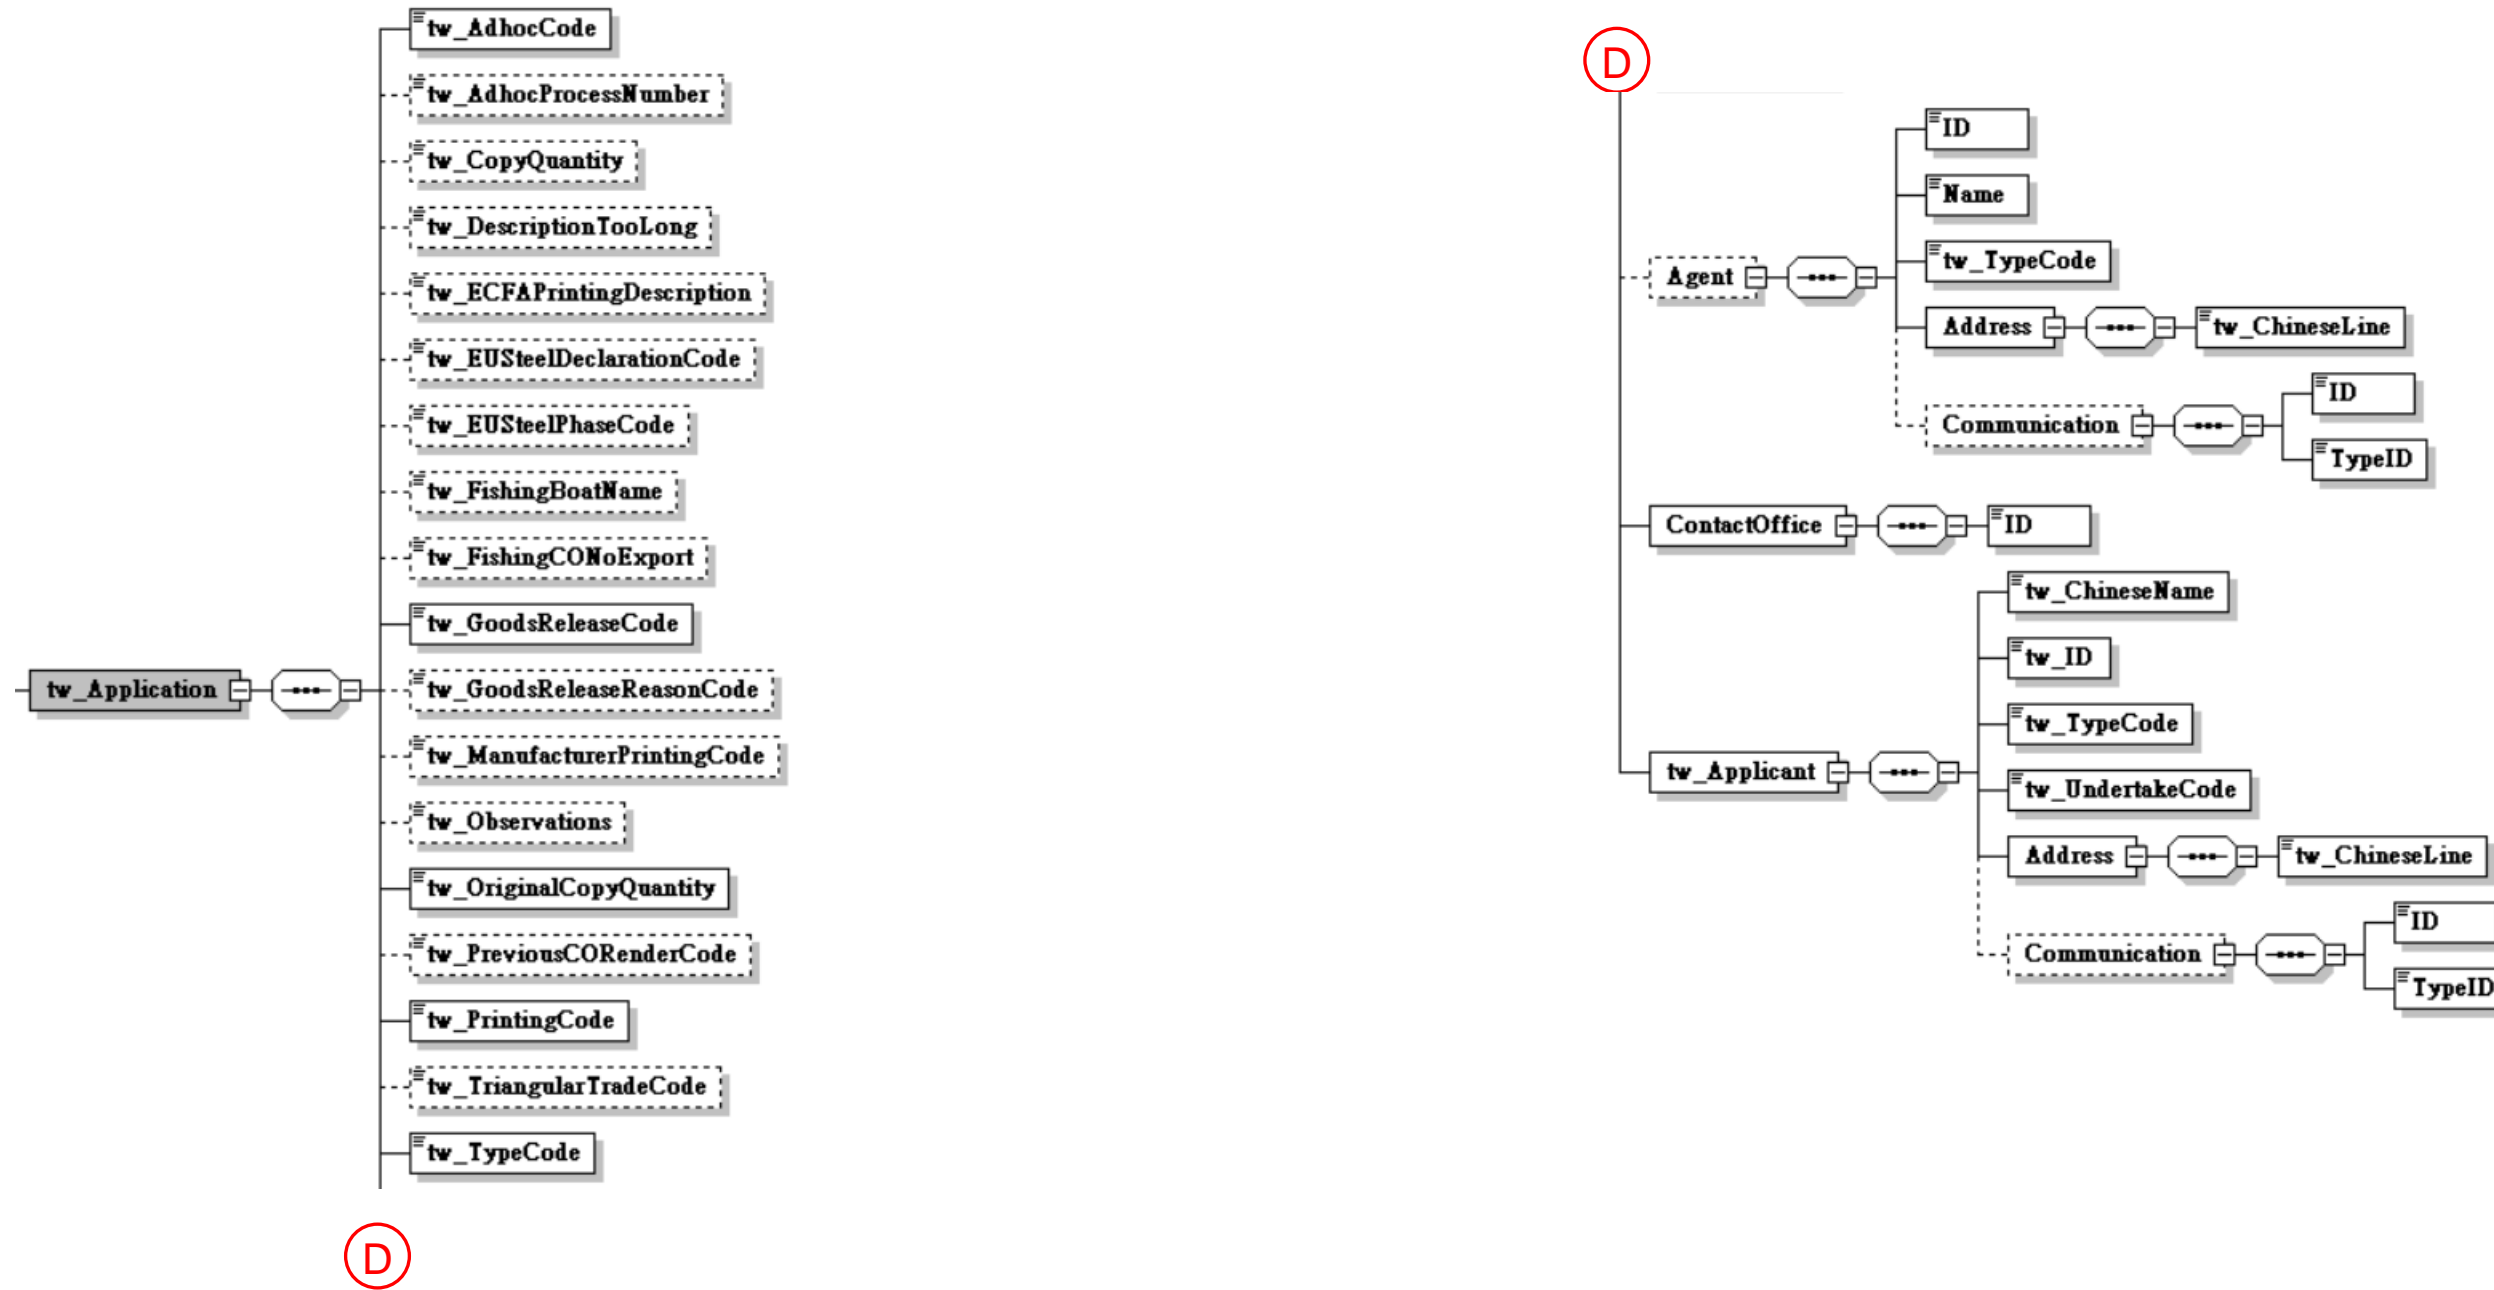 tw_AdhocCode
tw_AdhocProcessNumber
tw_CopyQuantity
tw_DescriptionTooLong
tw_ECFAPrintingDescription
tw_EUSteelDeclarationCode
tw_EUSteelPhaseCode
tw_FishingBoatName
tw_FishingCONoExport
tw_GoodsReleaseCode
tw_Application
tw_GoodsReleaseReasonCode
tw_ManufacturerPrintingCode
tw_Observations
tw_OriginalCopyQuantity
tw_PreviousCORenderCode
tw_PrintingCode
tw_TriangularTradeCode
tw_TypeCode
D
D
ID
Name
tw_TypeCode
Agent
Address
tw_ChineseLine
Communication
ID
TypeID
ContactOffice
ID
tw_ChineseName
tw_ID
tw_TypeCode
tw_Applicant
tw_UndertakeCode
Address
tw_ChineseLine
Communication
ID
TypeID